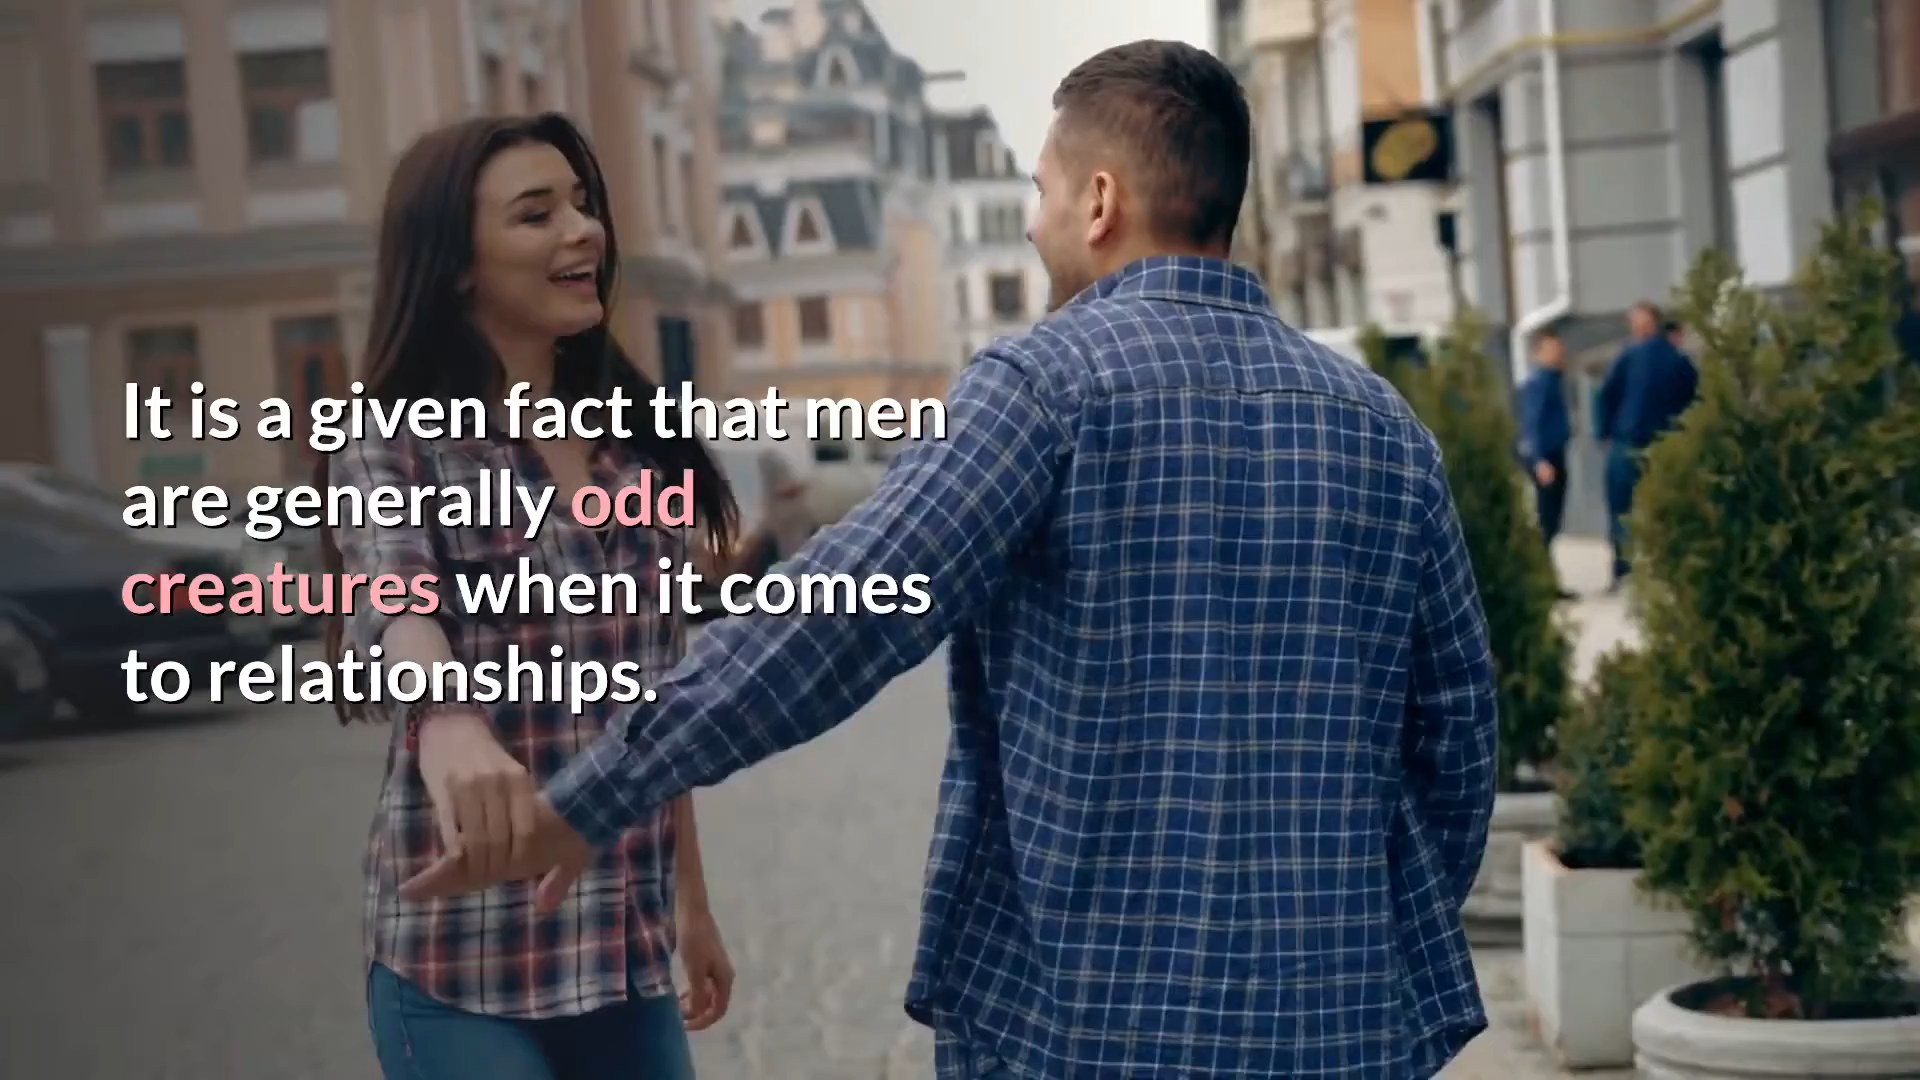 It is a given fact that men
are generally odd
creatures when it comes
to relationships.